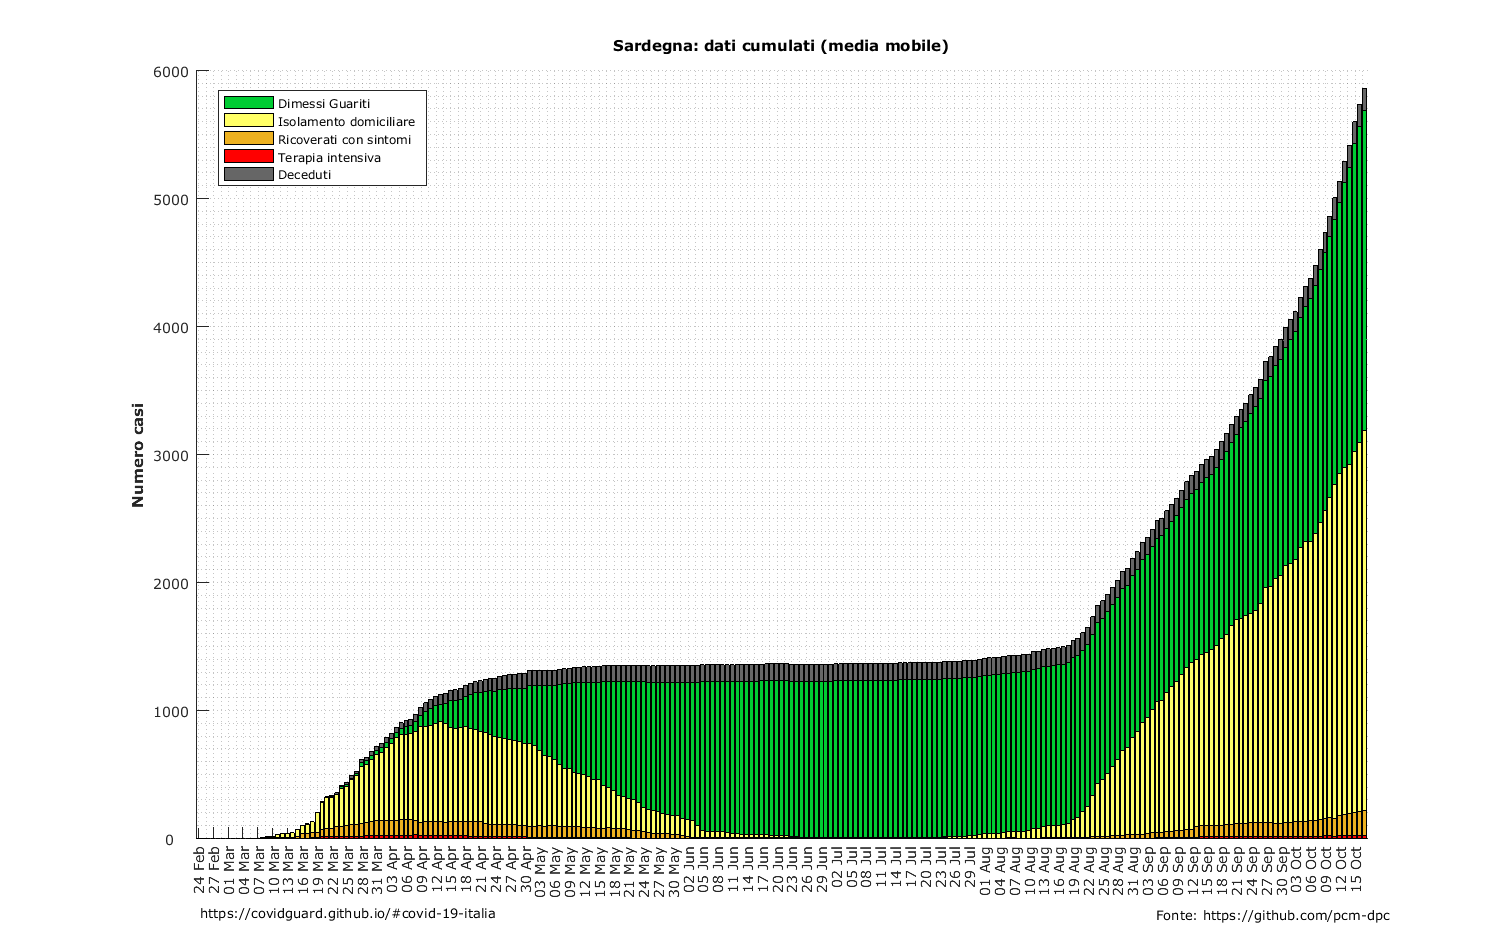 Sardegna: dati cumulati (media mobile)
Dimessi Guariti
Isolamento domiciliare
Ricoverati con sintomi
Terapia intensiva
Deceduti
Numero casi
6000
5000
4000
3000
2000
1000
0
24 Feb
27 Feb
01 Mar
04 Mar
07 Mar
10 Mar
13 Mar
16 Mar
19 Mar
22 Mar
25 Mar
28 Mar
31 Mar
03 Apr
06 Apr
09 Apr
12 Apr
15 Apr
18 Apr
21 Apr
24 Apr
27 Apr
30 Apr
03 May
06 May
09 May
12 May
15 May
18 May
21 May
24 May
27 May
30 May
02 Jun
05 Jun
08 Jun
11 Jun
14 Jun
17 Jun
20 Jun
23 Jun
26 Jun
29 Jun
02 Jul
05 Jul
08 Jul
11 Jul
14 Jul
17 Jul
20 Jul
23 Jul
26 Jul
29 Jul
01 Aug
04 Aug
07 Aug
10 Aug
13 Aug
16 Aug
19 Aug
22 Aug
25 Aug
28 Aug
31 Aug
03 Sep
06 Sep
09 Sep
12 Sep
15 Sep
18 Sep
21 Sep
24 Sep
27 Sep
30 Sep
03 Oct
06 Oct
09 Oct
12 Oct
15 Oct
https://covidguard.github.io/#covid-19-italia
Fonte: https://github.com/pcm-dpc